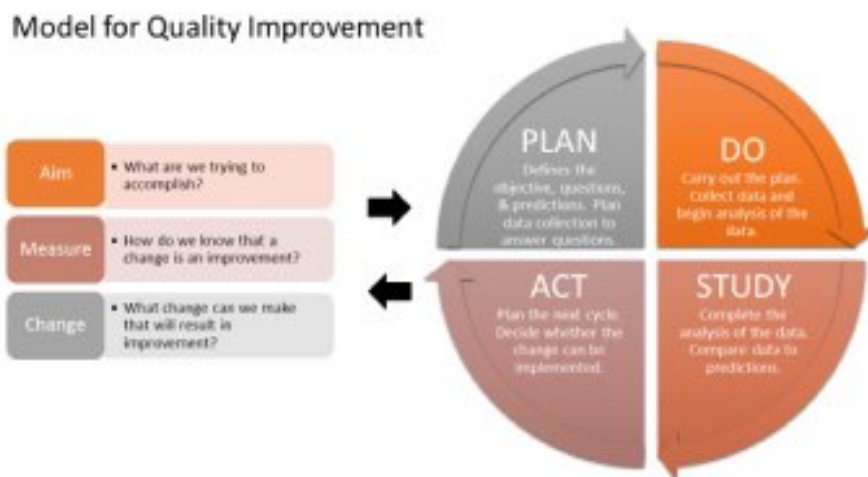 Model for Quality Improvement
Aim
• What are we trying to
accomplish?
Measure
• How do we know that a
change is an improvement?
Change
• What change can we make
that will result in
improvement?
PLAN
Defines the
objective, questions,
& predictions. Plan
data collection to
answer questions.
DO
Carry out the plan.
Collect data and
begin analysis of the
data.
ACT
Plan the next cycle.
Decide whether the
change can be
implemented.
STUDY
Complete the
analysis of the data.
Compare data to
predictions.